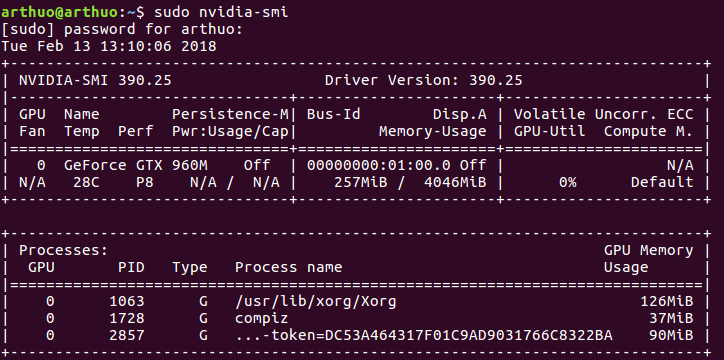 arthuo@arthuo:~$ sudo nvidia-smi
[sudo] password for arthuo:
Tue Feb 13 13:10:06 2018
+-----------------------------------------------------------------------------+
| NVIDIA-SMI 390.25                 Driver Version: 390.25                    |
|-------------------------------+----------------------+----------------------+
| GPU  Name        Persistence-M| Bus-Id        Disp.A | Volatile Uncorr. ECC |
| Fan  Temp  Perf  Pwr:Usage/Cap|         Memory-Usage | GPU-Util  Compute M. |
|===============================+======================+======================|
|   0  GeForce GTX 960M    Off  | 00000000:01:00.0 Off |                  N/A |
| N/A   28C    P8    N/A /  N/A |    257MiB /  4046MiB |      0%      Default |
+-------------------------------+----------------------+----------------------+

+-----------------------------------------------------------------------------+
| Processes:                                                       GPU Memory |
|  GPU       PID   Type   Process name                             Usage      |
|=============================================================================|
|    0      1063      G   /usr/lib/xorg/Xorg                           126MiB |
|    0      1728      G   compiz                                        37MiB |
|    0      2857      G   ...-token=DC53A464317F01C9AD9031766C8322BA    90MiB |
+-----------------------------------------------------------------------------+